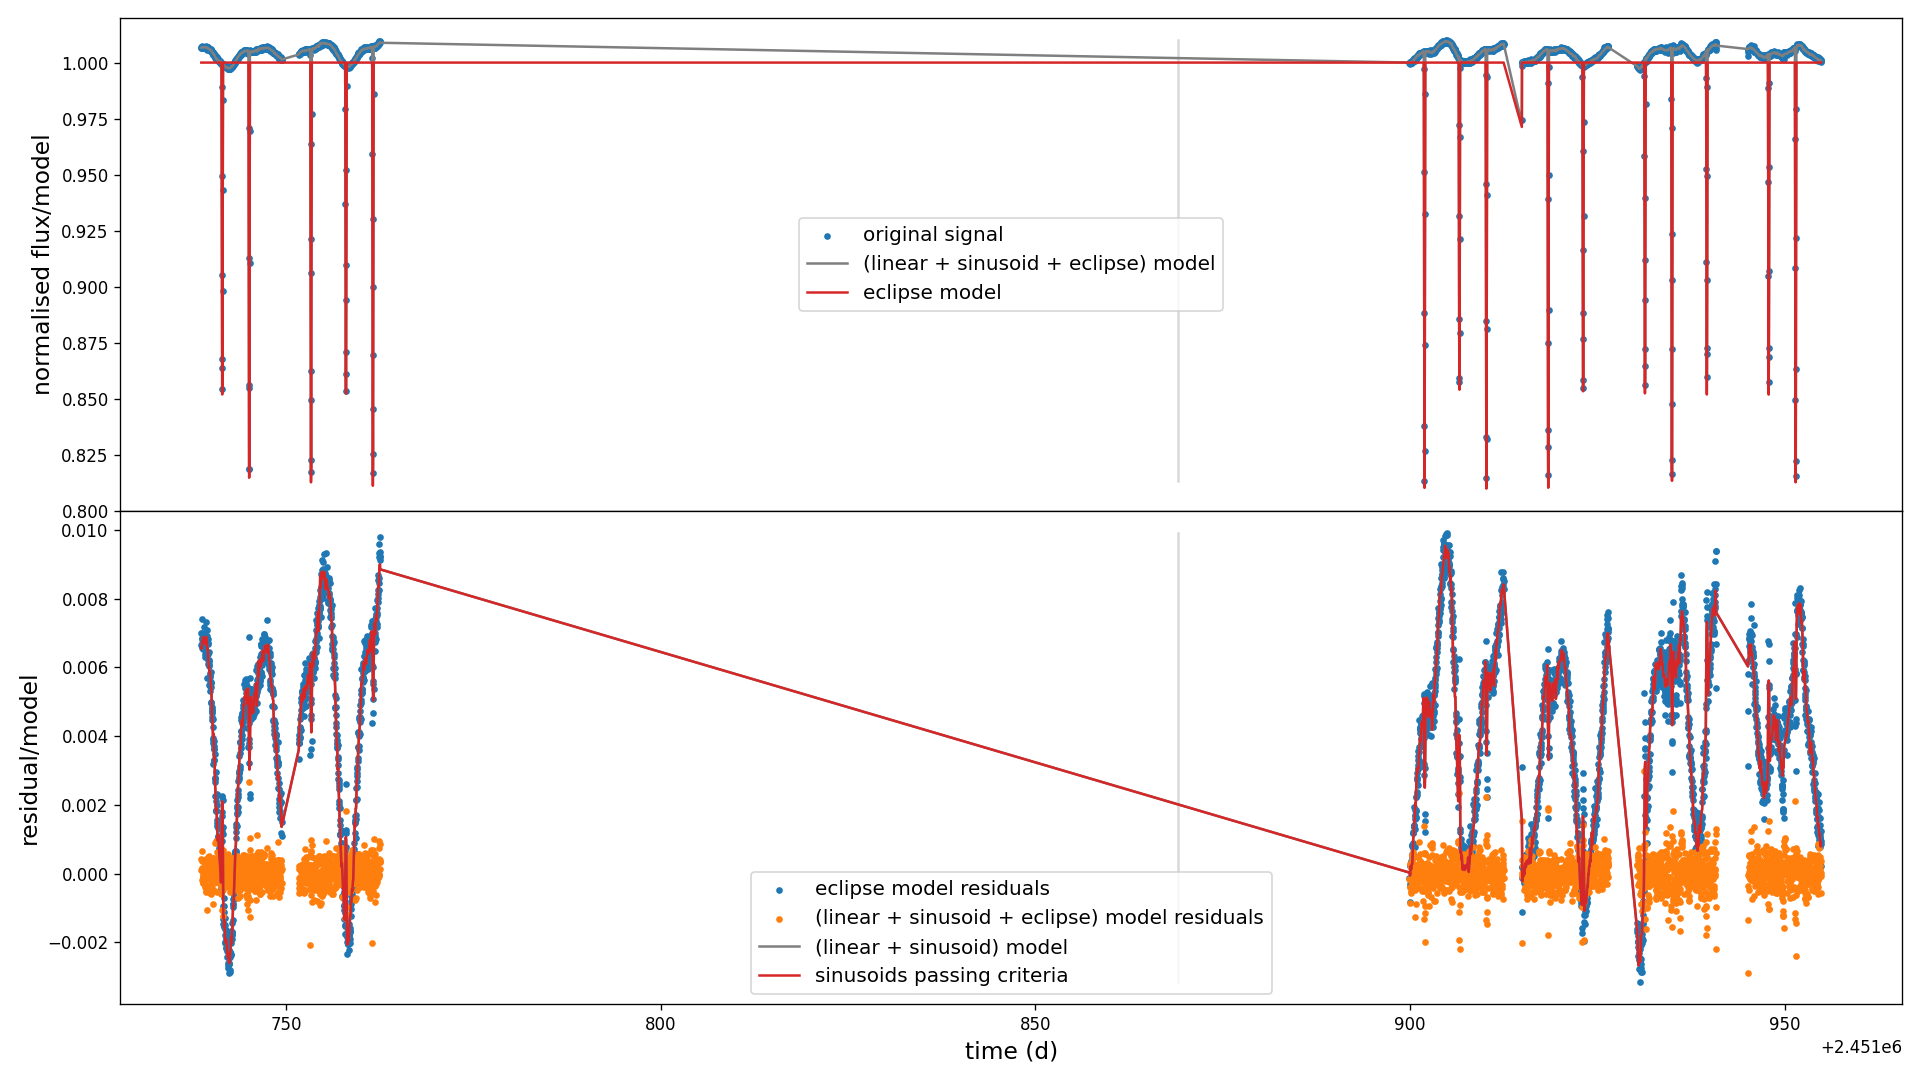 normalised flux/model
1.000
0.975
0.950
0.925
0.900
0.875
0.850
0.825
0.800
original signal
(linear + sinusoid + eclipse) model
eclipse model
residual/model
0.010
0.008
0.006
0.004
0.002
0.000
−0.002
eclipse model residuals
(linear + sinusoid + eclipse) model residuals
(linear + sinusoid) model
sinusoids passing criteria
750 800 850 900 950
time (d)
+2.451e6